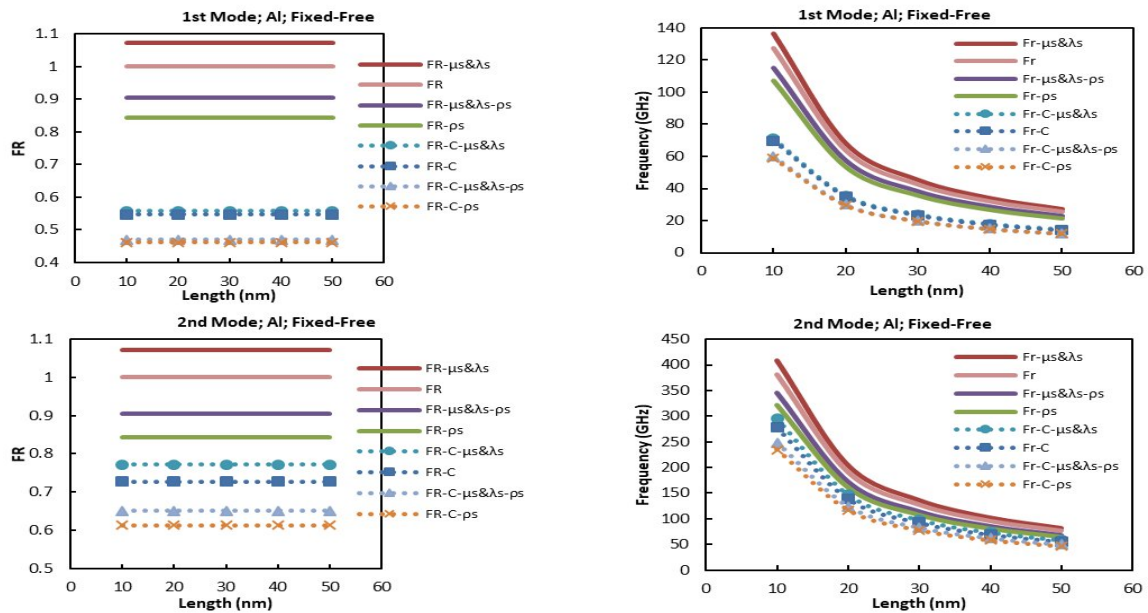 1st Mode; Al; Fixed-Free
1.1
1
0.9
0.8
0.7
0.6
0.5
0.4
FR
0
10
20
30
40
50
60
Length (nm)
FR-μs&λs
FR
FR-μs&λs-ρs
FR-ρs
FR-C-μs&λs
FR-C
FR-C-μs&λs-ρs
FR-C-ρs
1st Mode; Al; Fixed-Free
140
120
100
80
60
40
20
0
Frequency (GHz)
0
10
20
30
40
50
60
Length (nm)
Fr-μs&λs
Fr
Fr-μs&λs-ρs
Fr-ρs
Fr-C-μs&λs
Fr-C
Fr-C-μs&λs-ρs
Fr-C-ρs
2nd Mode; Al; Fixed-Free
1.1
1
0.9
0.8
0.7
0.6
0.5
FR
0
10
20
30
40
50
60
Length (nm)
FR-μs&λs
FR
FR-μs&λs-ρs
FR-ρs
FR-C-μs&λs
FR-C
FR-C-μs&λs-ρs
FR-C-ρs
2nd Mode; Al; Fixed-Free
450
400
350
300
250
200
150
100
50
0
Frequency (GHz)
0
10
20
30
40
50
60
Length (nm)
Fr-μs&λs
Fr
Fr-μs&λs-ρs
Fr-ρs
Fr-C-μs&λs
Fr-C
Fr-C-μs&λs-ρs
Fr-C-ρs